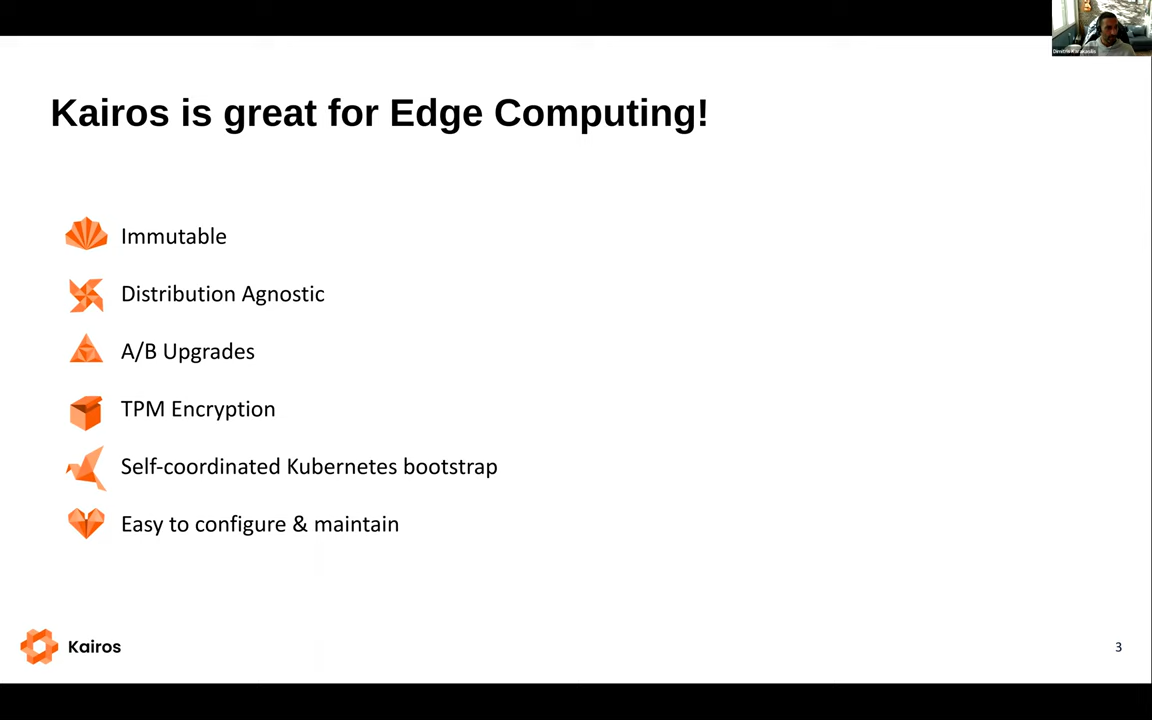 Kairos is great for Edge Computing!
Immutable
Distribution Agnostic
A/B Upgrades
TPM Encryption
Self-coordinated Kubernetes bootstrap
Easy to configure & maintain
Kairos
3